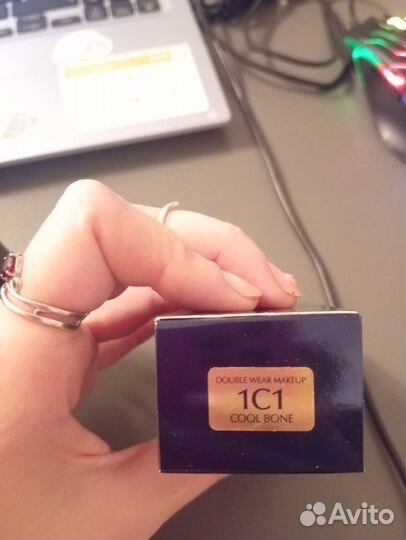 DOUBLE WEAR MAKEUP
1C1
COOL BONE
Avito